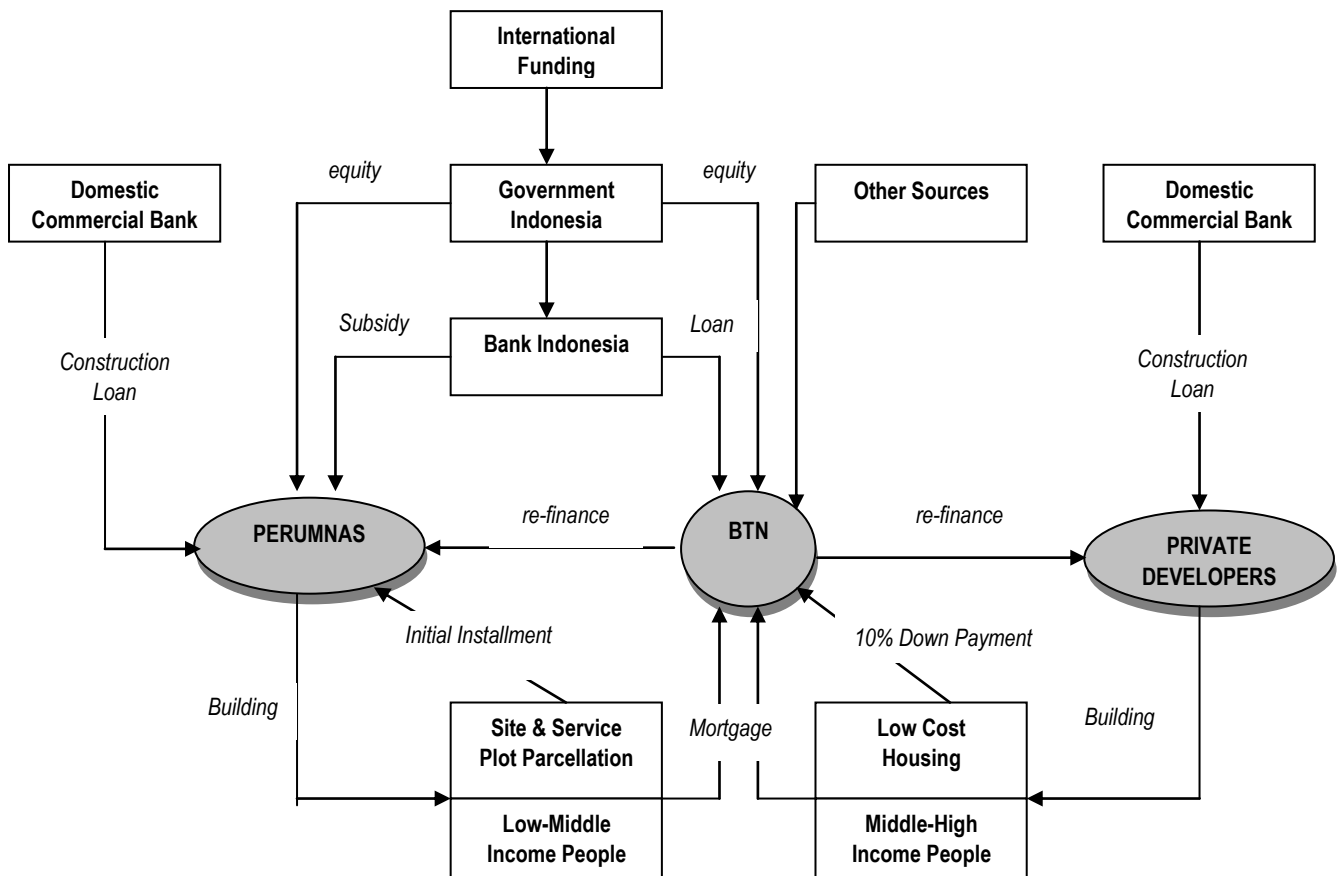 International
Funding
equity
equity
Domestic
Commercial Bank
Government
Indonesia
Other Sources
Domestic
Commercial Bank
Subsidy
Loan
Bank Indonesia
Construction
Loan
Construction
Loan
PERUMNAS
re-finance
BTN
re-finance
PRIVATE
DEVELOPERS
Initial Installment
10% Down Payment
Building
Site & Service
Plot Parcellation
Mortgage
Low Cost
Housing
Building
Low-Middle
Income People
Middle-High
Income People